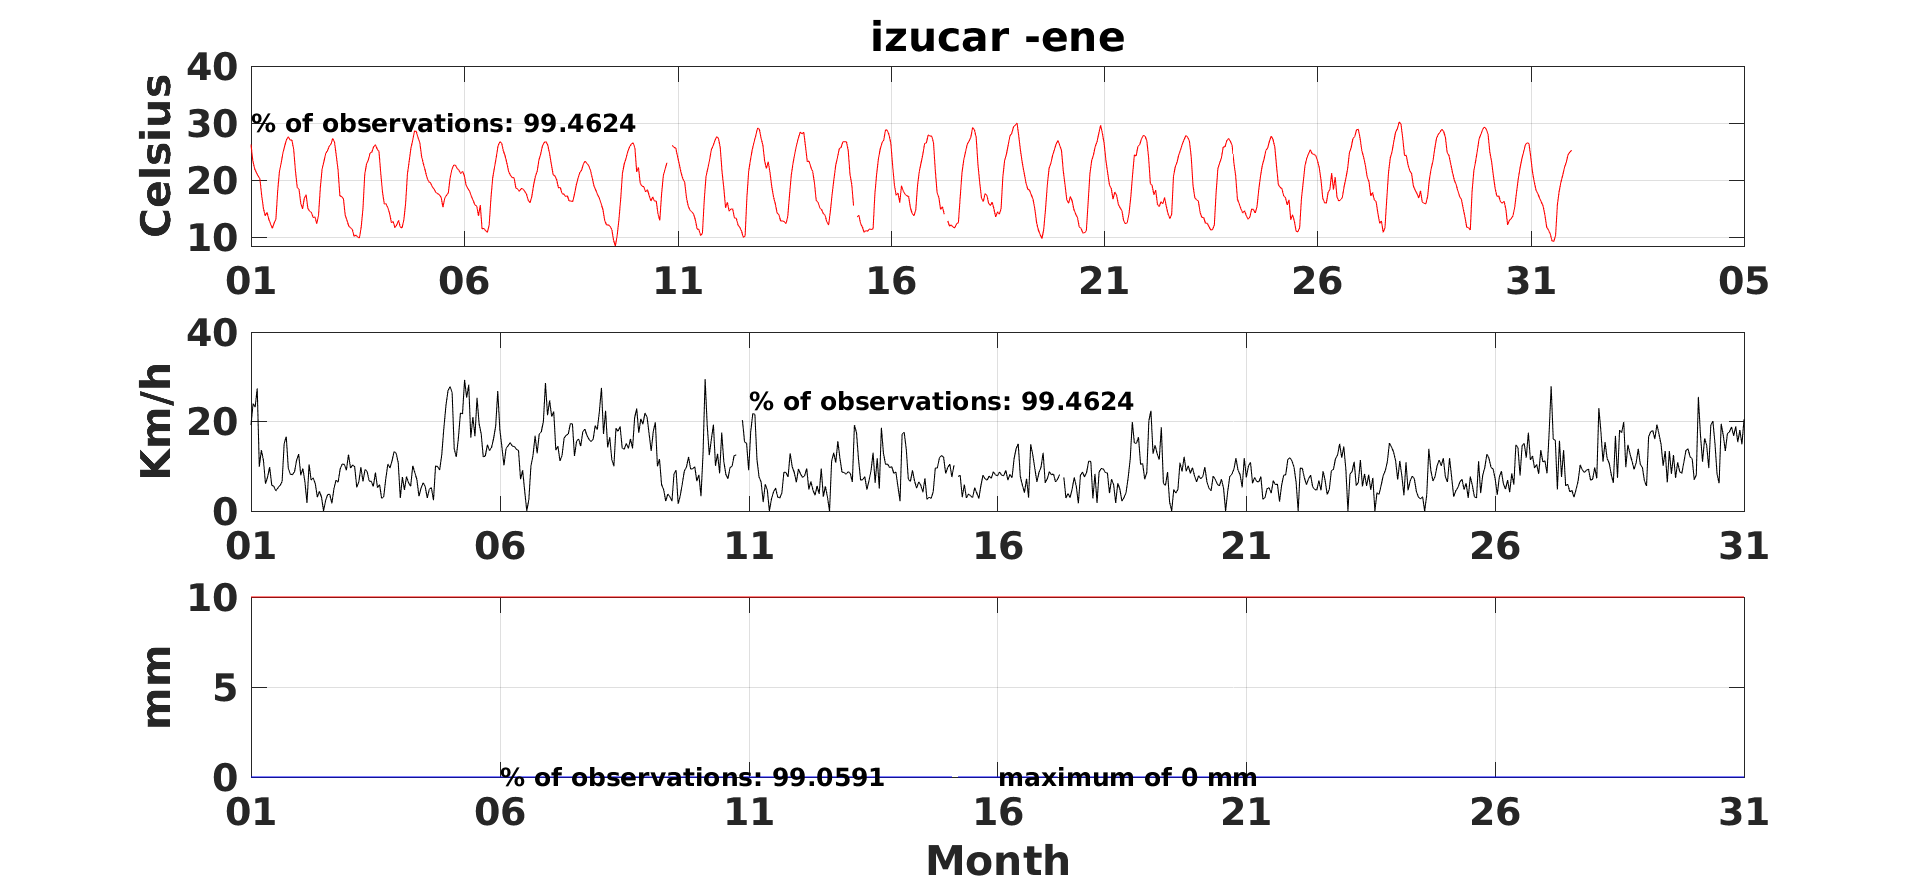 izucar -ene
Celsius
40
30
20
10
% of observations: 99.4624
01 06 11 16 21 26 31 05
Km/h
40
20
0
% of observations: 99.4624
01 06 11 16 21 26 31
mm
10
5
0
% of observations: 99.0591 maximum of 0 mm
01 06 11 16 21 26 31
Month